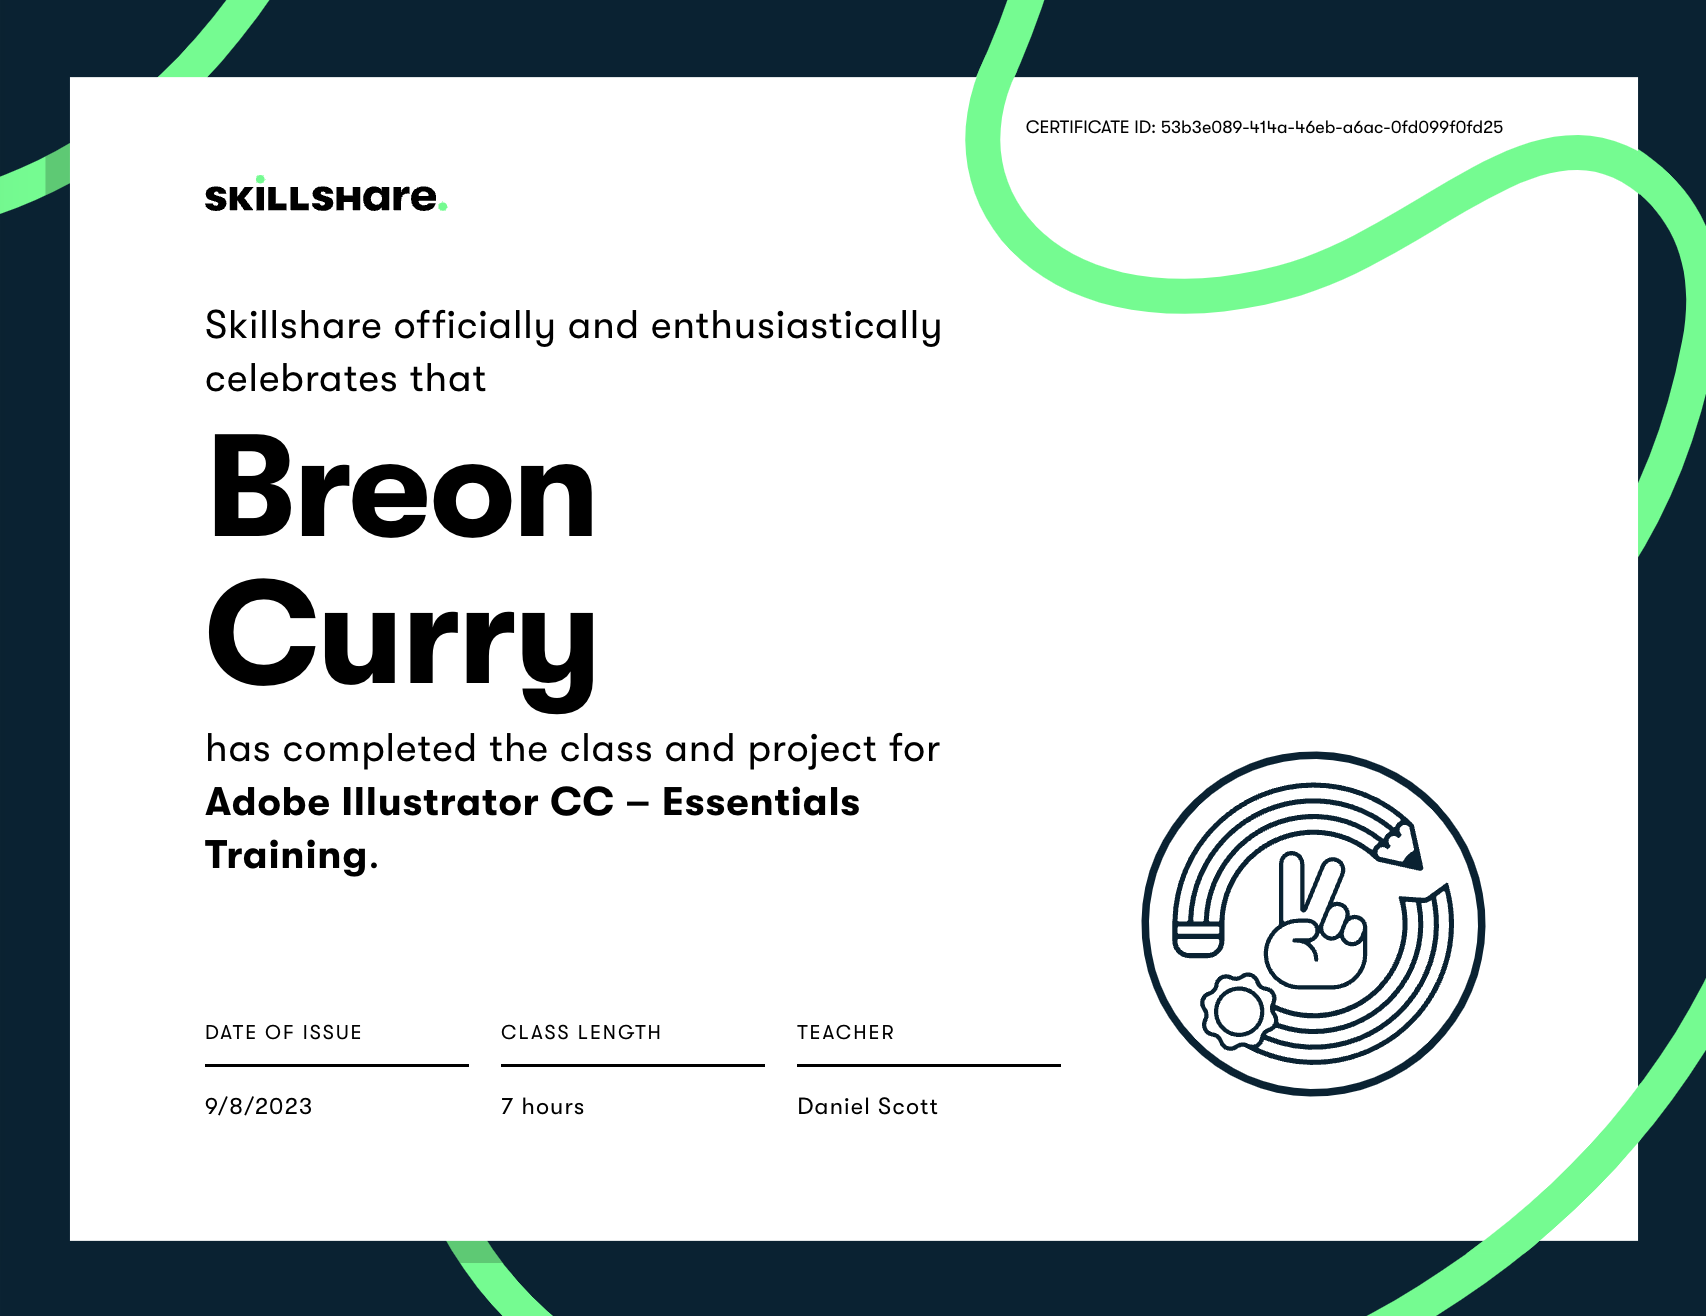 CERTIFICATE ID: 53b3e089-414a-46eb-a6ac-0fd099f0fd25
SKILLSHARE.
Skillshare officially and enthusiastically
celebrates that
Breon
Curry
has completed the class and project for
Adobe Illustrator CC – Essentials
Training.
DATE OF ISSUE CLASS LENGTH TEACHER
9/8/2023 7 hours Daniel Scott